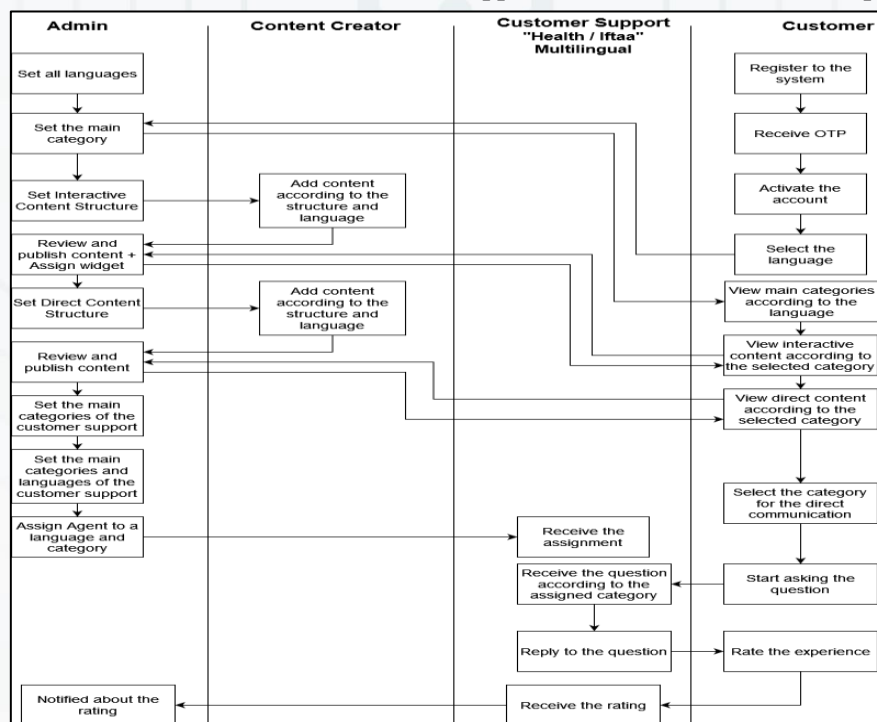 Admin
Content Creator
Customer Support
"Health / Iftaa"
Multilingual
Customer
Set all languages
Register to the
system
Set the main
category
Receive OTP
Set Interactive
Content Structure
Add content
according to the
structure and
language
Activate the
account
Review and
publish content +
Assign widget
Select the
language
Set Direct Content
Structure
Add content
according to the
structure and
language
View main categories
according to the
language
Review and
publish content
View interactive
content according to
the selected category
Set the main
categories of the
customer support
View direct content
according to the
selected category
Set the main
categories and
languages of the
customer support
Select the category
for the direct
communication
Assign Agent to a
language and
category
Receive the
assignment
Receive the question
according to the
assigned category
Start asking the
question
Reply to the question
Rate the experience
Notified about the
rating
Receive the rating